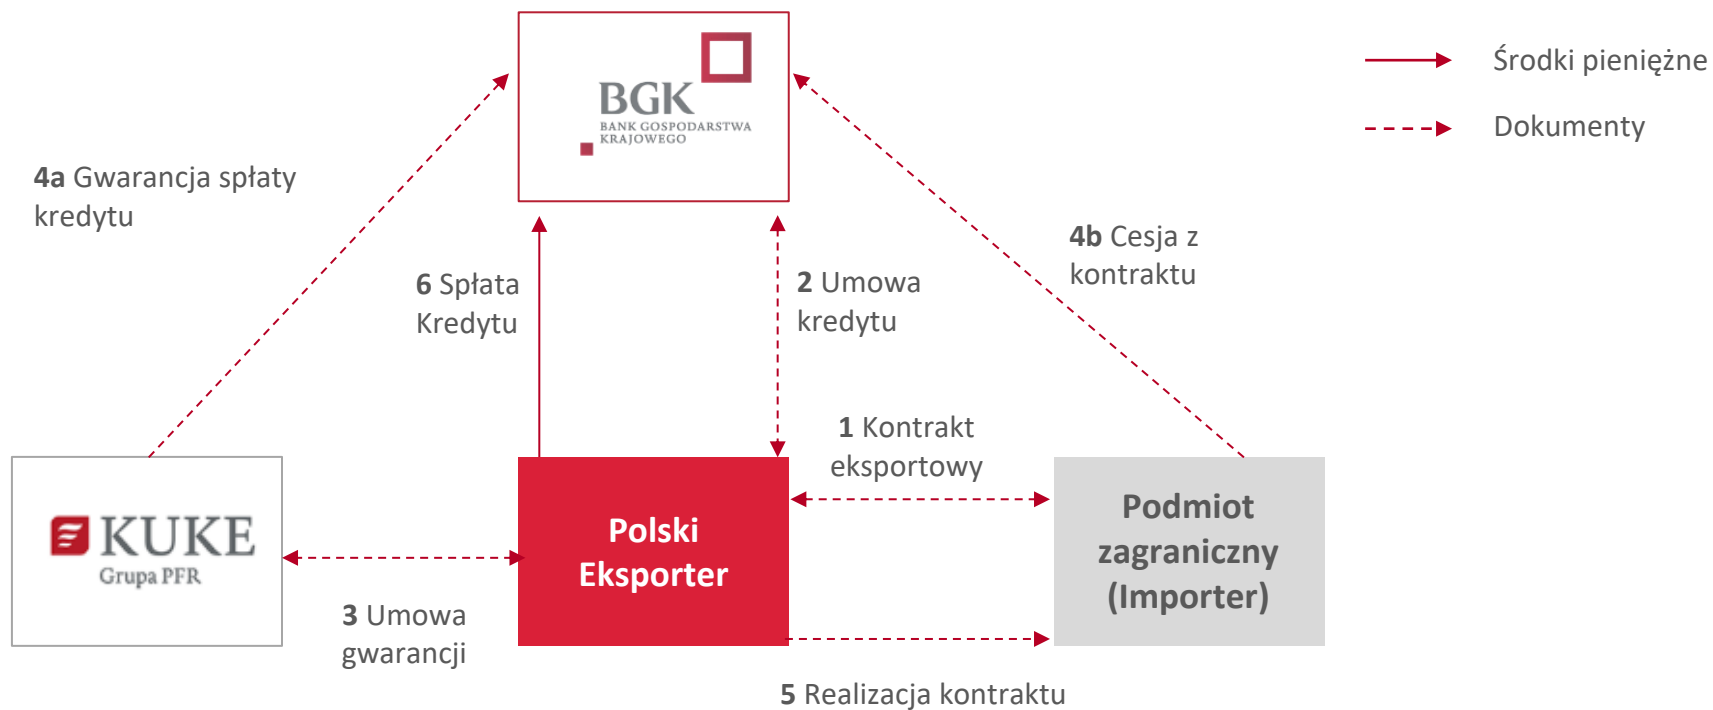 BGK
BANK GOSPODARSTWA
KRAJOWEGO
Środki pieniężne
Dokumenty
4a Gwarancja spłaty
kredytu
4b Cesja z
kontraktu
6 Spłata
Kredytu
2 Umowa
kredytu
1 Kontrakt
eksportowy
KUKE
Grupa PFR
Polski
Eksporter
Podmiot
zagraniczny
(Importer)
3 Umowa
gwarancji
5 Realizacja kontraktu